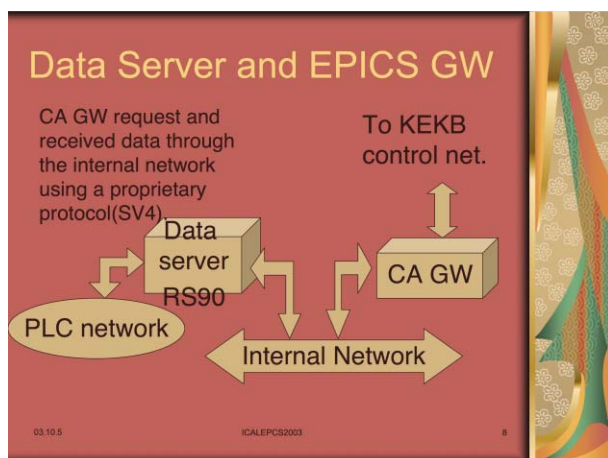 Data Server and EPICS GW
CA GW request and
received data through
the internal network
using a proprietary
protocol(SV4).
To KEKB
control net.
Data
server
RS90
CA GW
PLC network
Internal Network
03.10.5
ICALEPCS2003
8